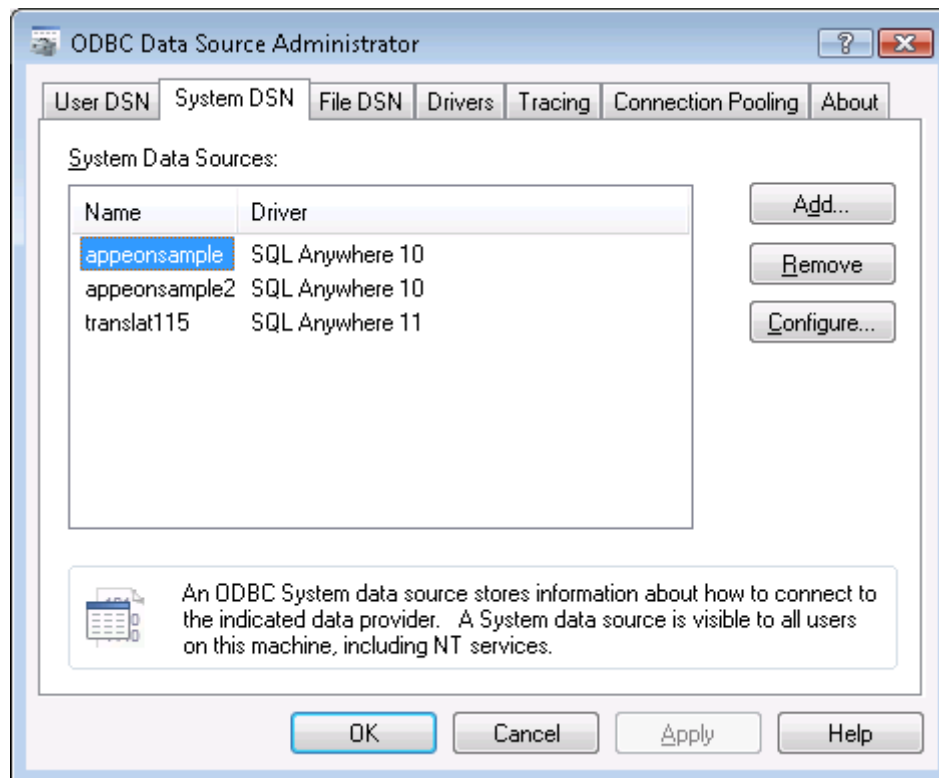 ODBC Data Source Administrator
User DSN System DSN File DSN Drivers Tracing Connection Pooling About
System Data Sources:
Name Driver
appeonsample SQL Anywhere 10
appeonsample2 SQL Anywhere 10
translat115 SQL Anywhere 11
Add...
Remove
Configure...
An ODBC System data source stores information about how to connect to
the indicated data provider. A System data source is visible to all users
on this machine, including NT services.
OK Cancel Apply Help